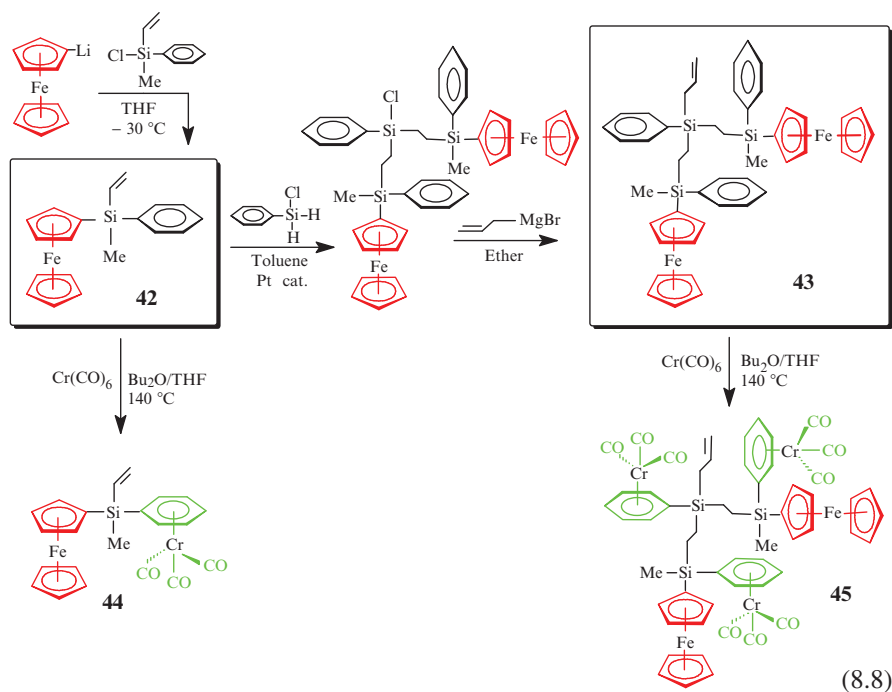 Li
Fe
Cl Si
Me
THF
– 30 °C
Si
Me
Fe
42
Cl
Si H
H
Toluene
Pt cat.
Cl
Si Si
Me
Fe
Me Si
Fe
MgBr
Ether
Si Si
Me
Fe
Me Si
Fe
43
Cr(CO)6 Bu2O/THF
140 °C
Cr(CO)6 Bu2O/THF
140 °C
Si
Me
Fe
Cr
CO CO CO
44
CO CO CO
Cr
Cr CO
CO
CO
Si Si
Me
Fe
Me Si
Cr
CO CO CO
Fe
45
(8.8)